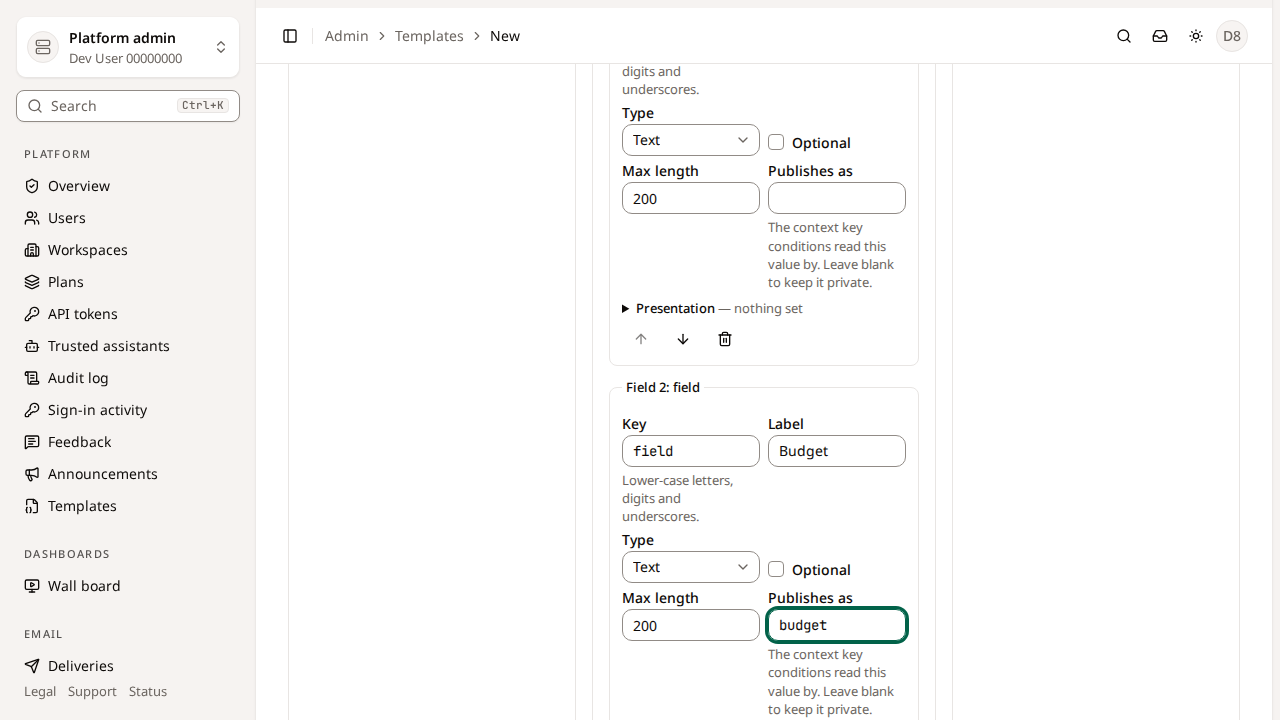 Platform admin
Dev User 00000000
Search
Ctrl+K
PLATFORM
Overview
Users
Workspaces
Plans
API tokens
Trusted assistants
Audit log
Sign-in activity
Feedback
Announcements
Templates
DASHBOARDS
Wall board
EMAIL
Deliveries
Legal Support Status
Admin > Templates > New
D8
digits and
underscores.
Type
Text
Optional
Max length
Publishes as
200
The context key
conditions read this
value by. Leave blank
to keep it private.
Presentation — nothing set
Field 2: field
Key
Label
field
Budget
Lower-case letters,
digits and
underscores.
Type
Text
Optional
Max length
Publishes as
200
budget
The context key
conditions read this
value by. Leave blank
to keep it private.